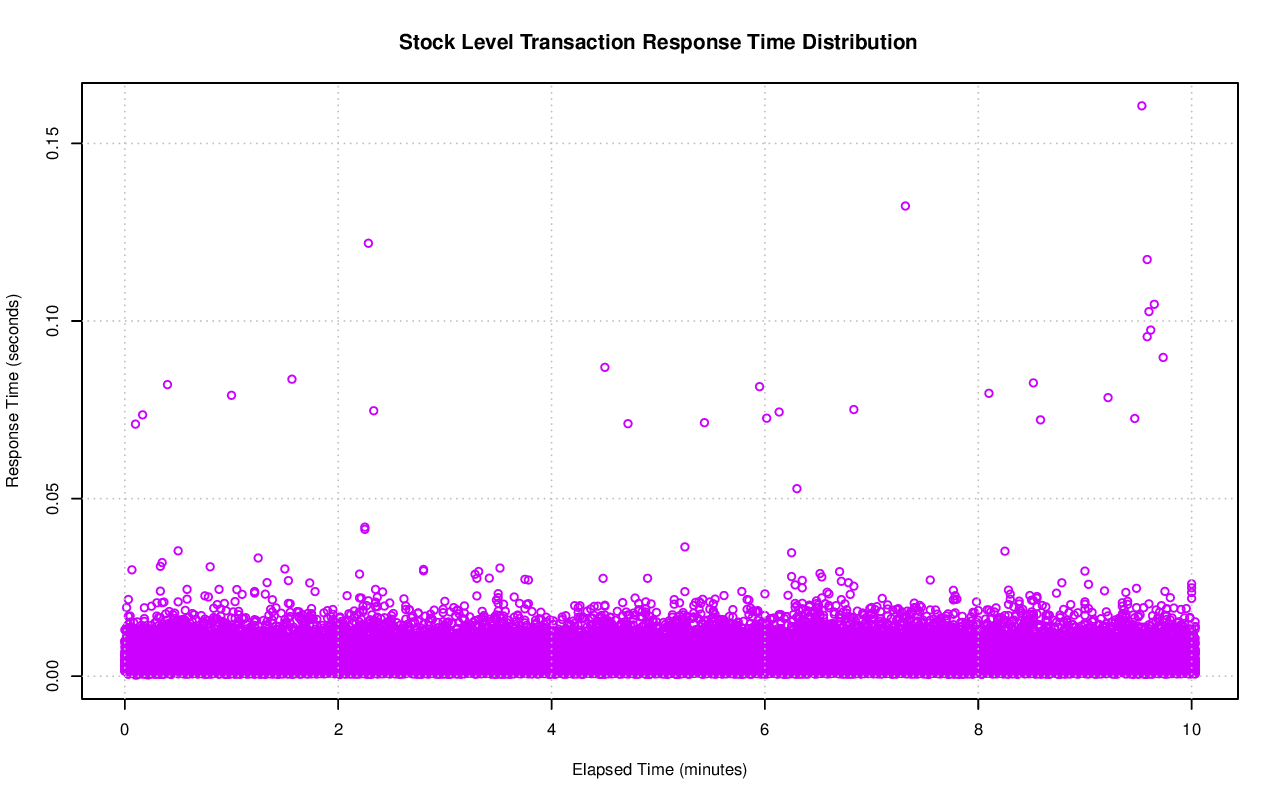 Stock Level Transaction Response Time Distribution
Response Time (seconds)
0.15
0.10
0.05
0.00
0 2 4 6 8 10
Elapsed Time (minutes)